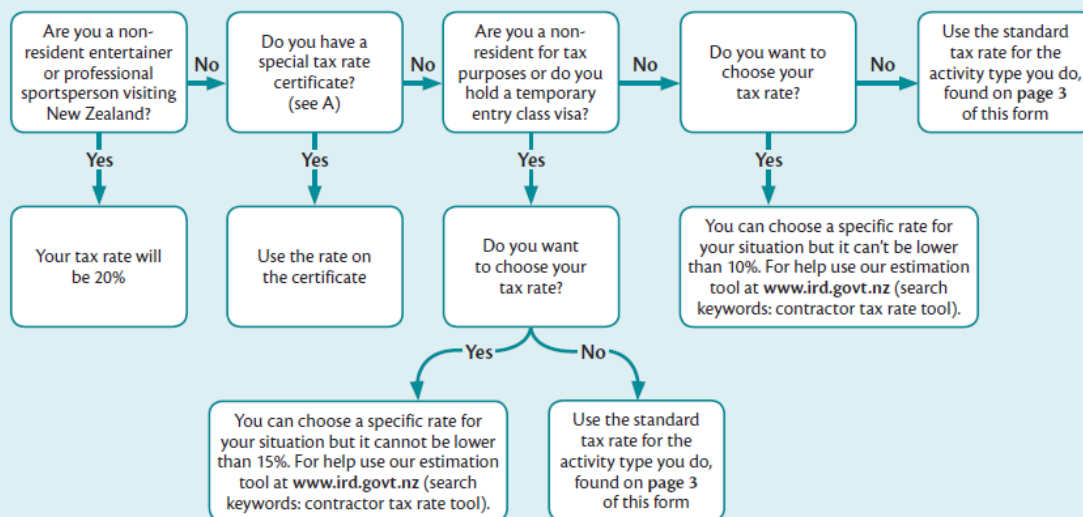 Are you a non-
resident entertainer
or professional
sportsperson visiting
New Zealand?
No
Do you have a
special tax rate
certificate?
(see A)
No
Are you a non-
resident for tax
purposes or do you
hold a temporary
entry class visa?
No
Do you want to
choose your
tax rate?
No
Use the standard
tax rate for the
activity type you do,
found on page 3
of this form
Yes
Yes
Yes
Yes
Your tax rate will
be 20%
Use the rate on
the certificate
Do you want
to choose your
tax rate?
You can choose a specific rate for
your situation but it can't be lower
than 10%. For help use our estimation
tool at www.ird.govt.nz (search
keywords: contractor tax rate tool).
Yes
No
You can choose a specific rate for
your situation but it cannot be lower
than 15%. For help use our estimation
tool at www.ird.govt.nz (search
keywords: contractor tax rate tool).
Use the standard
tax rate for the
activity type you do,
found on page 3
of this form